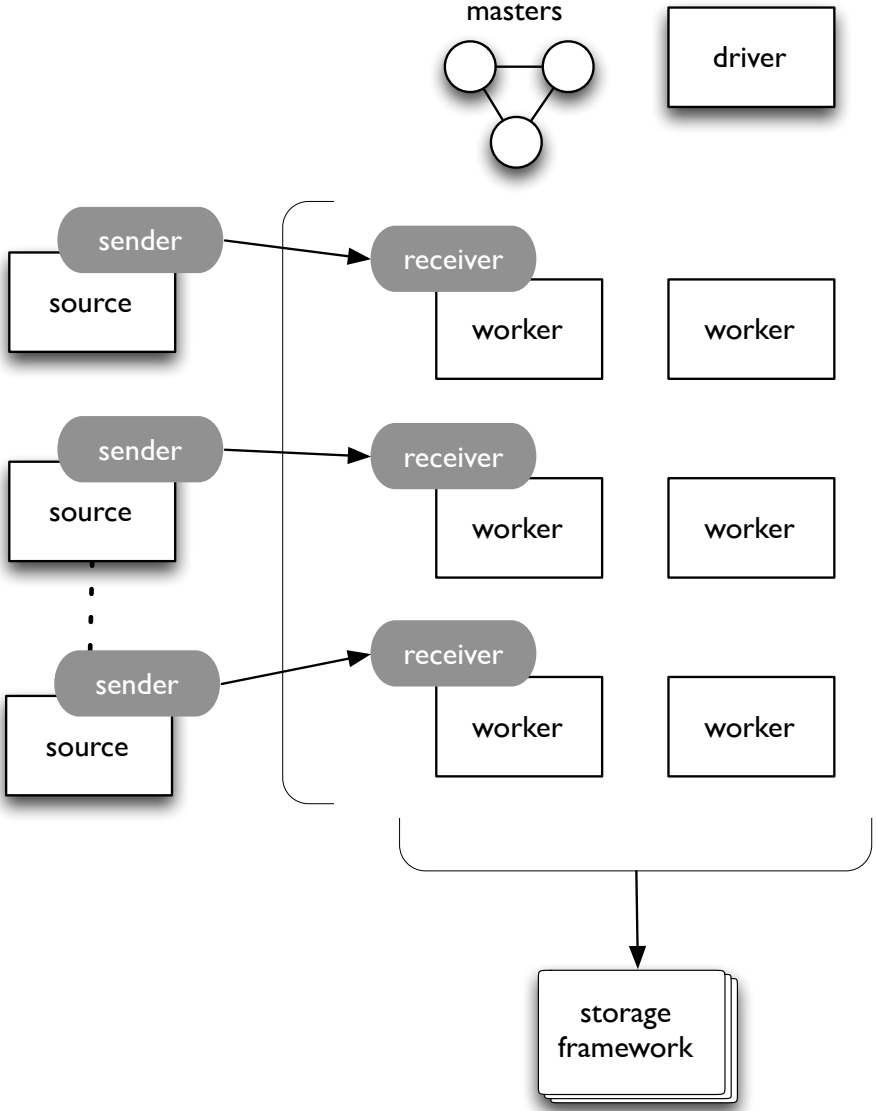 masters
driver
sender
source
receiver
worker
worker
sender
source
receiver
worker
worker
sender
source
receiver
worker
worker
storage
framework